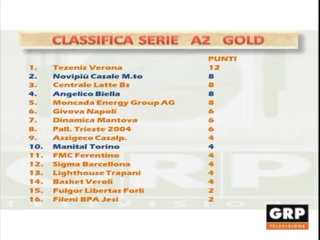 CLASSIFICA SERIE A2 GOLD
PUNTI
1. Tezenis Verona 12
2. Novipiù Casale M.to 8
3. Centrale Latte Bs 8
4. Angelico Biella 8
5. Moncada Energy Group AG 8
6. Givova Napoli 6
7. Dinamica Mantova 6
8. Pall. Trieste 2004 6
9. Assigeco Casalp. 4
10. Manital Torino 4
11. FMC Ferentino 4
12. Sigma Barcellona 4
13. Lighthouse Trapani 4
14. Basket Veroli 4
15. Fulgor Libertas Forlì 2
16. Fileni BPA Jesi 2
GRP
TELEVISIONE